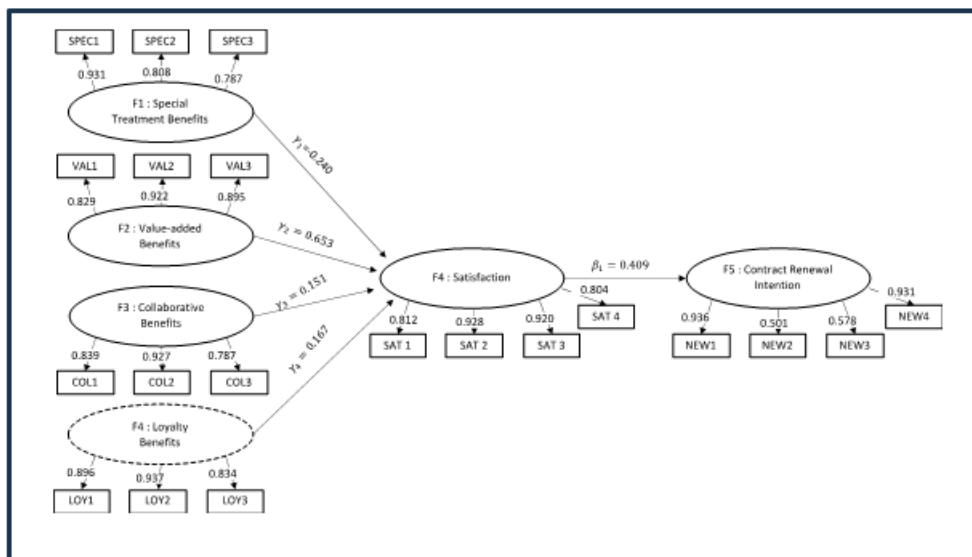 SPEC1 SPEC2 SPEC3
0.931 0.808 0.787
F1 : Special
Treatment Benefits
γ1=-0.240
VAL1 VAL2 VAL3
0.829 0.922 0.895
F2 : Value-added
Benefits
γ2 = 0.653
F3 : Collaborative
Benefits
γ3 = 0.151
0.839 0.927 0.787
COL1 COL2 COL3
F4 : Loyalty
Benefits
γ4 = 0.167
0.896 0.937 0.834
LOY1 LOY2 LOY3
F4 : Satisfaction
0.812 0.928 0.920 0.804
SAT 1 SAT 2 SAT 3 SAT 4
β1 = 0.409
F5 : Contract Renewal
Intention
0.936 0.501 0.578 0.931
NEW1 NEW2 NEW3 NEW4